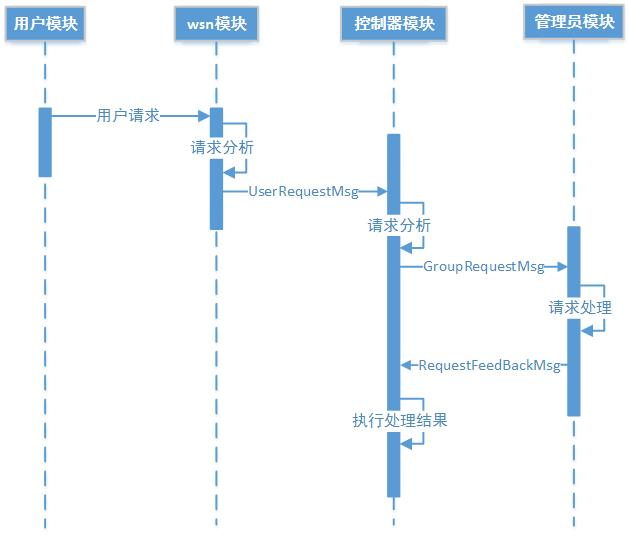 用户模块
wsn模块
控制器模块
管理员模块
用户请求
请求分析
UserRequestMsg
请求分析
GroupRequestMsg
请求处理
RequestFeedBackMsg
执行处理结果